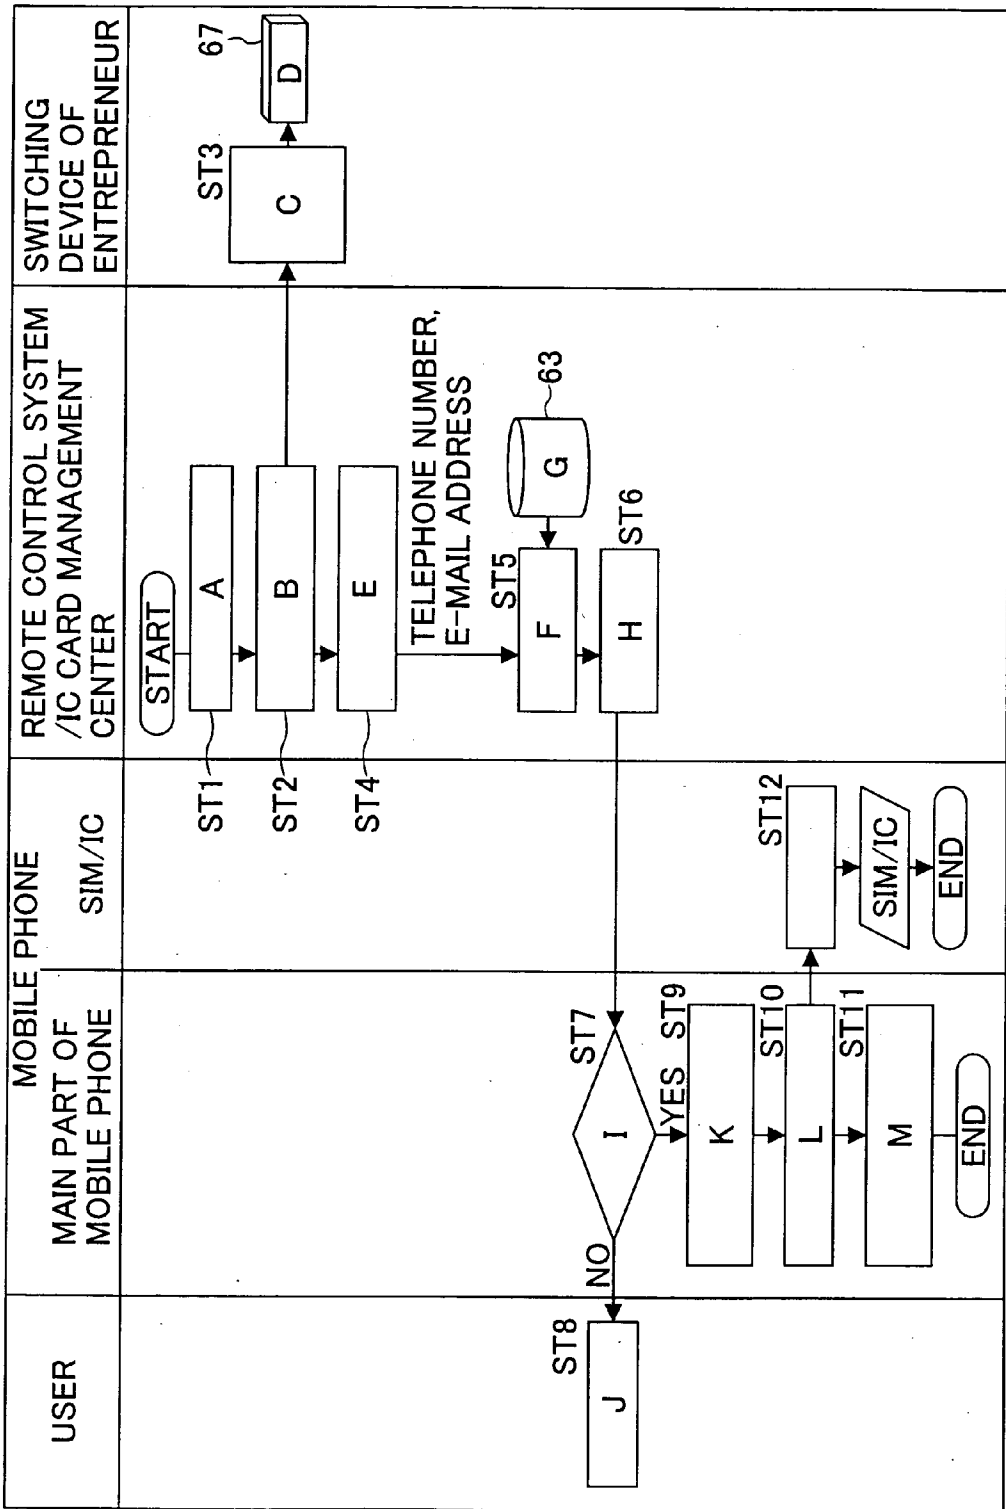 MOBILE PHONE
USER
MAIN PART OF
MOBILE PHONE
SIM/IC
REMOTE CONTROL SYSTEM
/IC CARD MANAGEMENT
CENTER
SWITCHING
DEVICE OF
ENTREPRENEUR
START
ST1
A
ST2
B
ST3
C
67
D
ST4
E
TELEPHONE NUMBER,
E-MAIL ADDRESS
ST5
F
G
63
H
ST6
ST7
I
NO
ST8
J
YES
ST9
K
ST10
L
ST12
SIM/IC
END
ST11
M
END